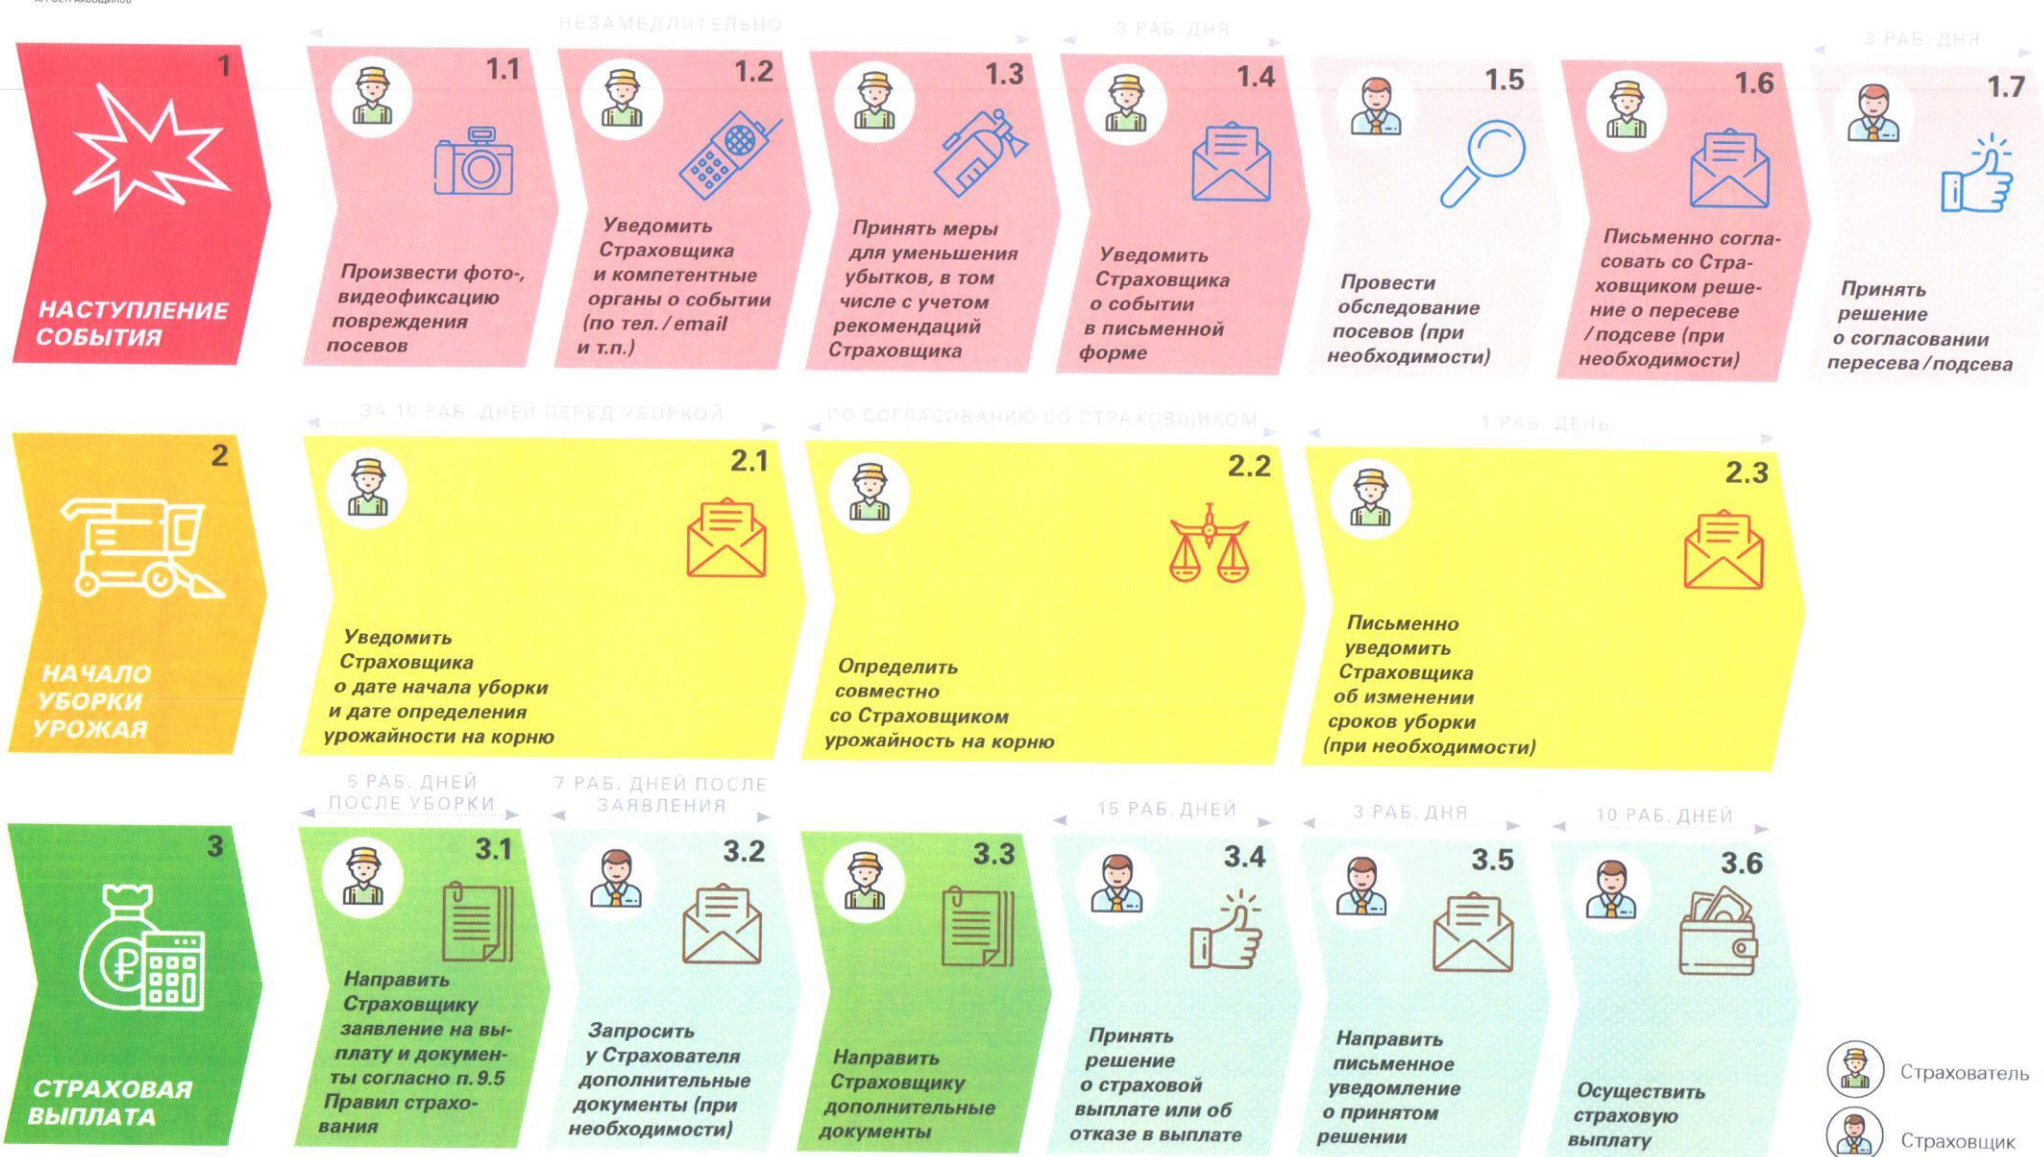 НЕЗАМЕДЛИТЕЛЬНО
3 РАБ. ДНЯ
3 РАБ. ДНЯ
1
НАСТУПЛЕНИЕ
СОБЫТИЯ
1.1
Произвести фото-,
видеофиксацию
повреждения
посевов
1.2
Уведомить
Страховщика
и компетентные
органы о событии
(по тел. / email
и т.п.)
1.3
Принять меры
для уменьшения
убытков, в том
числе с учетом
рекомендаций
Страховщика
1.4
Уведомить
Страховщика
о событии
в письменной
форме
1.5
Провести
обследование
посевов (при
необходимости)
1.6
Письменно согла-
совать со Стра-
ховщиком реше-
ние о пересеве
/ подсеве (при
необходимости)
1.7
Принять
решение
о согласовании
пересева / подсева
ЗА 10 РАБ. ДНЕЙ ПЕРЕД УБОРКОЙ
ПО СОГЛАСОВАНИЮ СО СТРАХОВЩИКОМ
1 РАБ. ДЕНЬ
2
НАЧАЛО
УБОРКИ
УРОЖАЯ
2.1
Уведомить
Страховщика
о дате начала уборки
и дате определения
урожайности на корню
2.2
Определить
совместно
со Страховщиком
урожайность на корню
2.3
Письменно
уведомить
Страховщика
об изменении
сроков уборки
(при необходимости)
5 РАБ. ДНЕЙ
ПОСЛЕ УБОРКИ
7 РАБ. ДНЕЙ ПОСЛЕ
ЗАЯВЛЕНИЯ
15 РАБ. ДНЕЙ
3 РАБ. ДНЯ
10 РАБ. ДНЕЙ
3
СТРАХОВАЯ
ВЫПЛАТА
3.1
Направить
Страховщику
заявление на вы-
плату и докумен-
ты согласно п. 9.5
Правил страхо-
вания
3.2
Запросить
у Страхователя
дополнительные
документы (при
необходимости)
3.3
Направить
Страховщику
дополнительные
документы
3.4
Принять
решение
о страховой
выплате или об
отказе в выплате
3.5
Направить
письменное
уведомление
о принятом
решении
3.6
Осуществить
страховую
выплату
Страхователь
Страховщик